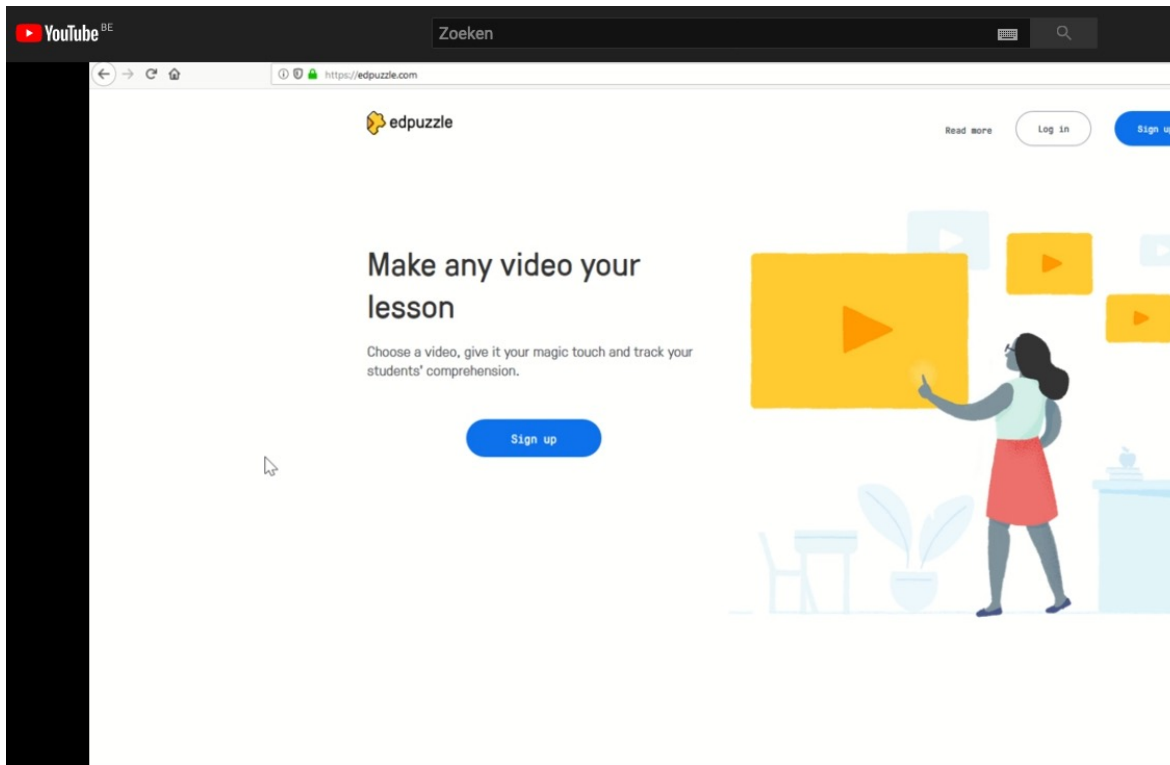 YouTube BE
Zoeken
https://edpuzzle.com
edpuzzle
Read more
Log in
Sign u
Make any video your
lesson
Choose a video, give it your magic touch and track your
students' comprehension.
Sign up